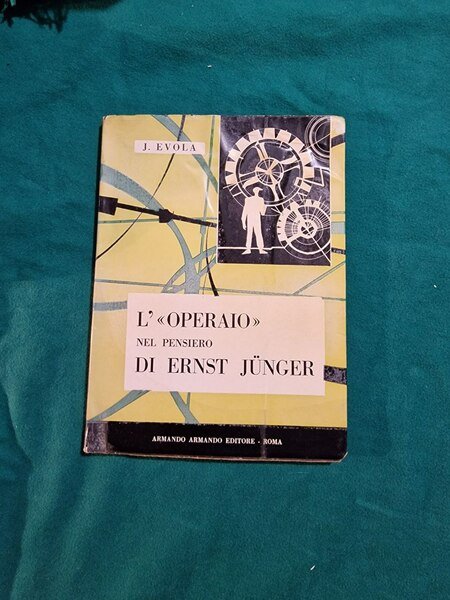 J. EVOLA
L'«OPERAIO»
NEL PENSIERO
DI ERNST JÜNGER
ARMANDO ARMANDO EDITORE - ROMA